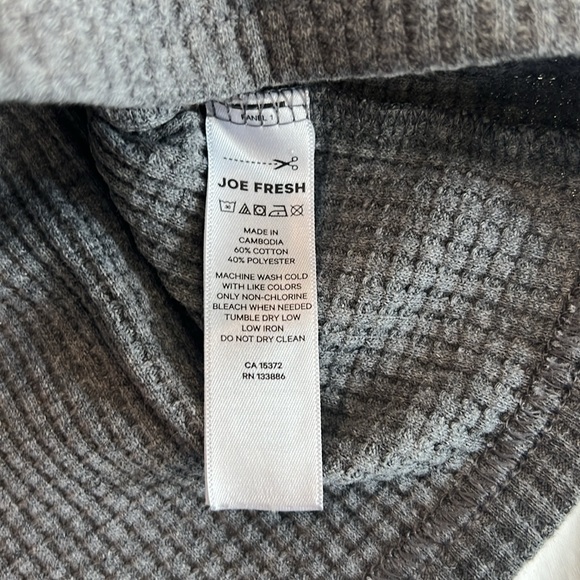 PANEL 1
JOE FRESH
MADE IN
CAMBODIA
60% COTTON
40% POLYESTER
MACHINE WASH COLD
WITH LIKE COLORS
ONLY NON-CHLORINE
BLEACH WHEN NEEDED
TUMBLE DRY LOW
LOW IRON
DO NOT DRY CLEAN
CA 15372
RN 133886